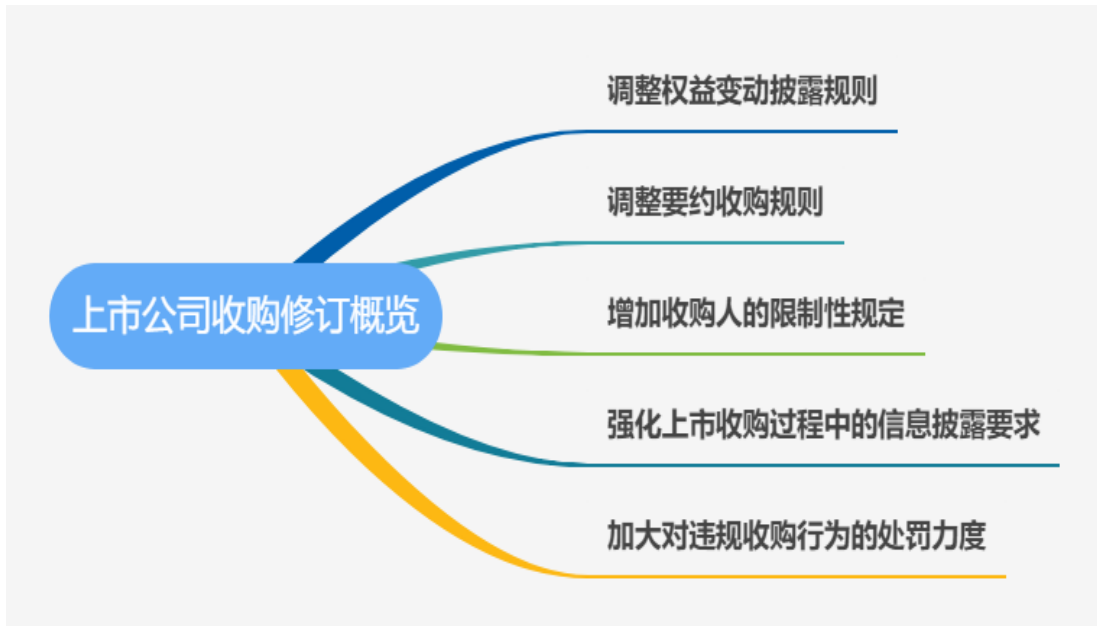 调整权益变动披露规则
调整要约收购规则
上市公司收购修订概览
增加收购人的限制性规定
强化上市收购过程中的信息披露要求
加大对违规收购行为的处罚力度